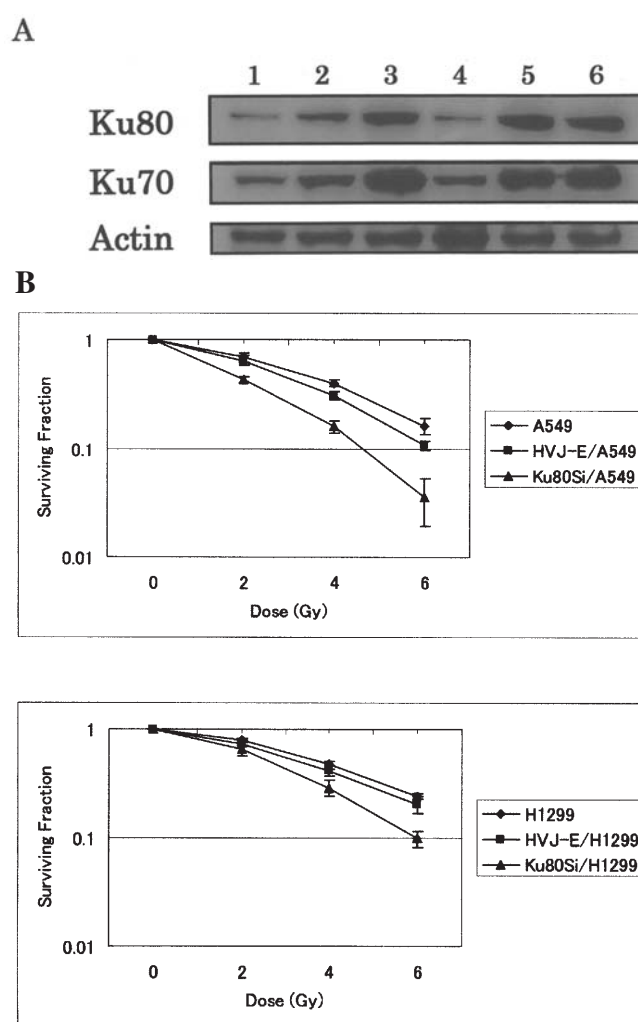 A
1 2 3 4 5 6
Ku80
Ku70
Actin
B
1
0.1
0.01
Surviving Fraction
0 2 4 6
Dose (Gy)
A549
HVJ-E/A549
Ku80Si/A549
1
0.1
0.01
Surviving Fraction
0 2 4 6
Dose (Gy)
H1299
HVJ-E/H1299
Ku80Si/H1299